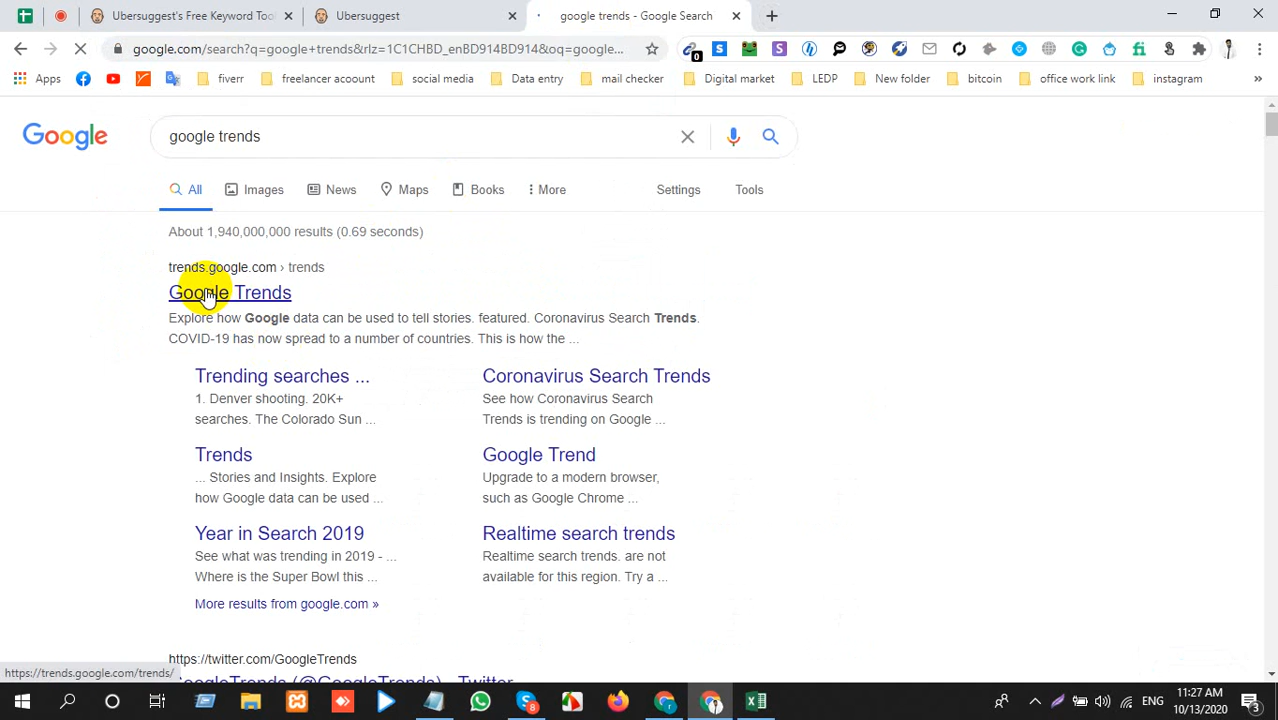 Ubersuggest's Free Keyword Tool
Ubersuggest
google trends - Google Search
google.com/search?q=google+trends&rlz=1C1CHBD_enBD914BD914&oq=google...
0
Apps
fiverr
freelancer acoount
social media
Data entry
mail checker
Digital market
LEDP
New folder
bitcoin
office work link
instagram
»
Google
google trends
All
Images
News
Maps
Books
More
Settings
Tools
About 1,940,000,000 results (0.69 seconds)
trends.google.com › trends
Google Trends
Explore how Google data can be used to tell stories. featured. Coronavirus Search Trends.
COVID-19 has now spread to a number of countries. This is how the ...
Trending searches ...
1. Denver shooting. 20K+
searches. The Colorado Sun ...
Coronavirus Search Trends
See how Coronavirus Search
Trends is trending on Google ...
Trends
... Stories and Insights. Explore
how Google data can be used ...
Google Trend
Upgrade to a modern browser,
such as Google Chrome ...
Year in Search 2019
See what was trending in 2019 - ...
Where is the Super Bowl this ...
Realtime search trends
Realtime search trends. are not
available for this region. Try a ...
More results from google.com »
https://twitter.com/GoogleTrends
GoogleTrends (@GoogleTrends) - Twitter
https://trends.google.com/trends/
ENG
11:27 AM
10/13/2020
3